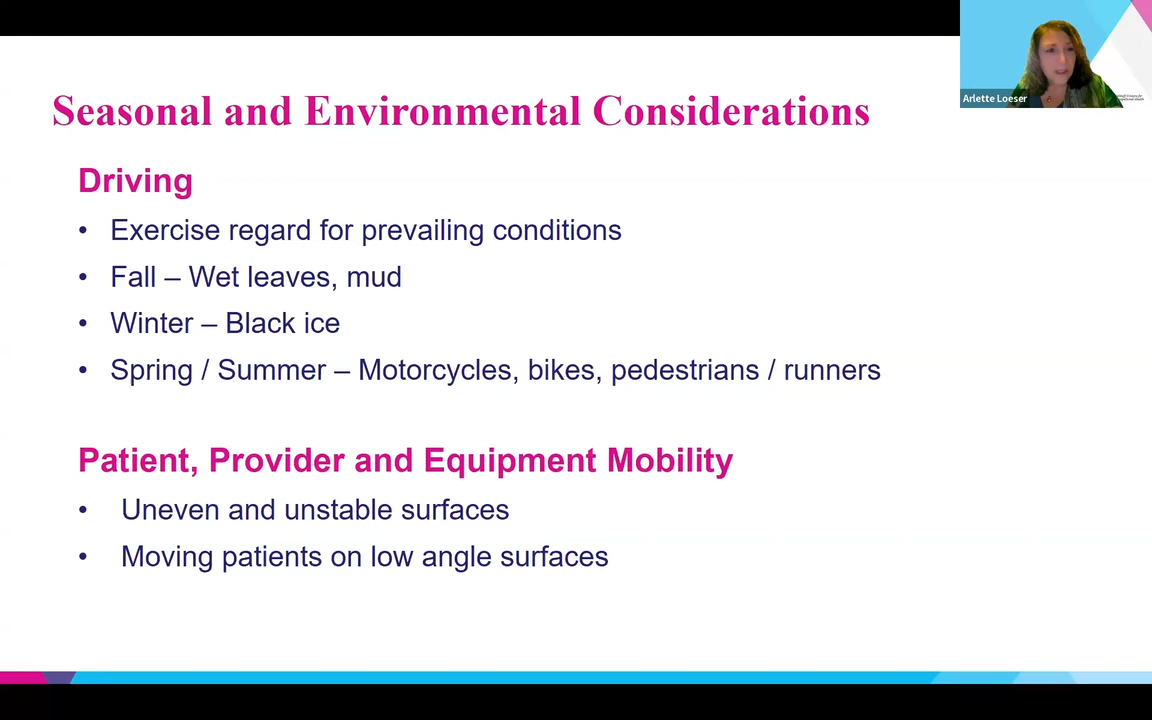 Arlette Loeser
Seasonal and Environmental Considerations
Driving
• Exercise regard for prevailing conditions
• Fall – Wet leaves, mud
• Winter – Black ice
• Spring / Summer – Motorcycles, bikes, pedestrians / runners
Patient, Provider and Equipment Mobility
• Uneven and unstable surfaces
• Moving patients on low angle surfaces